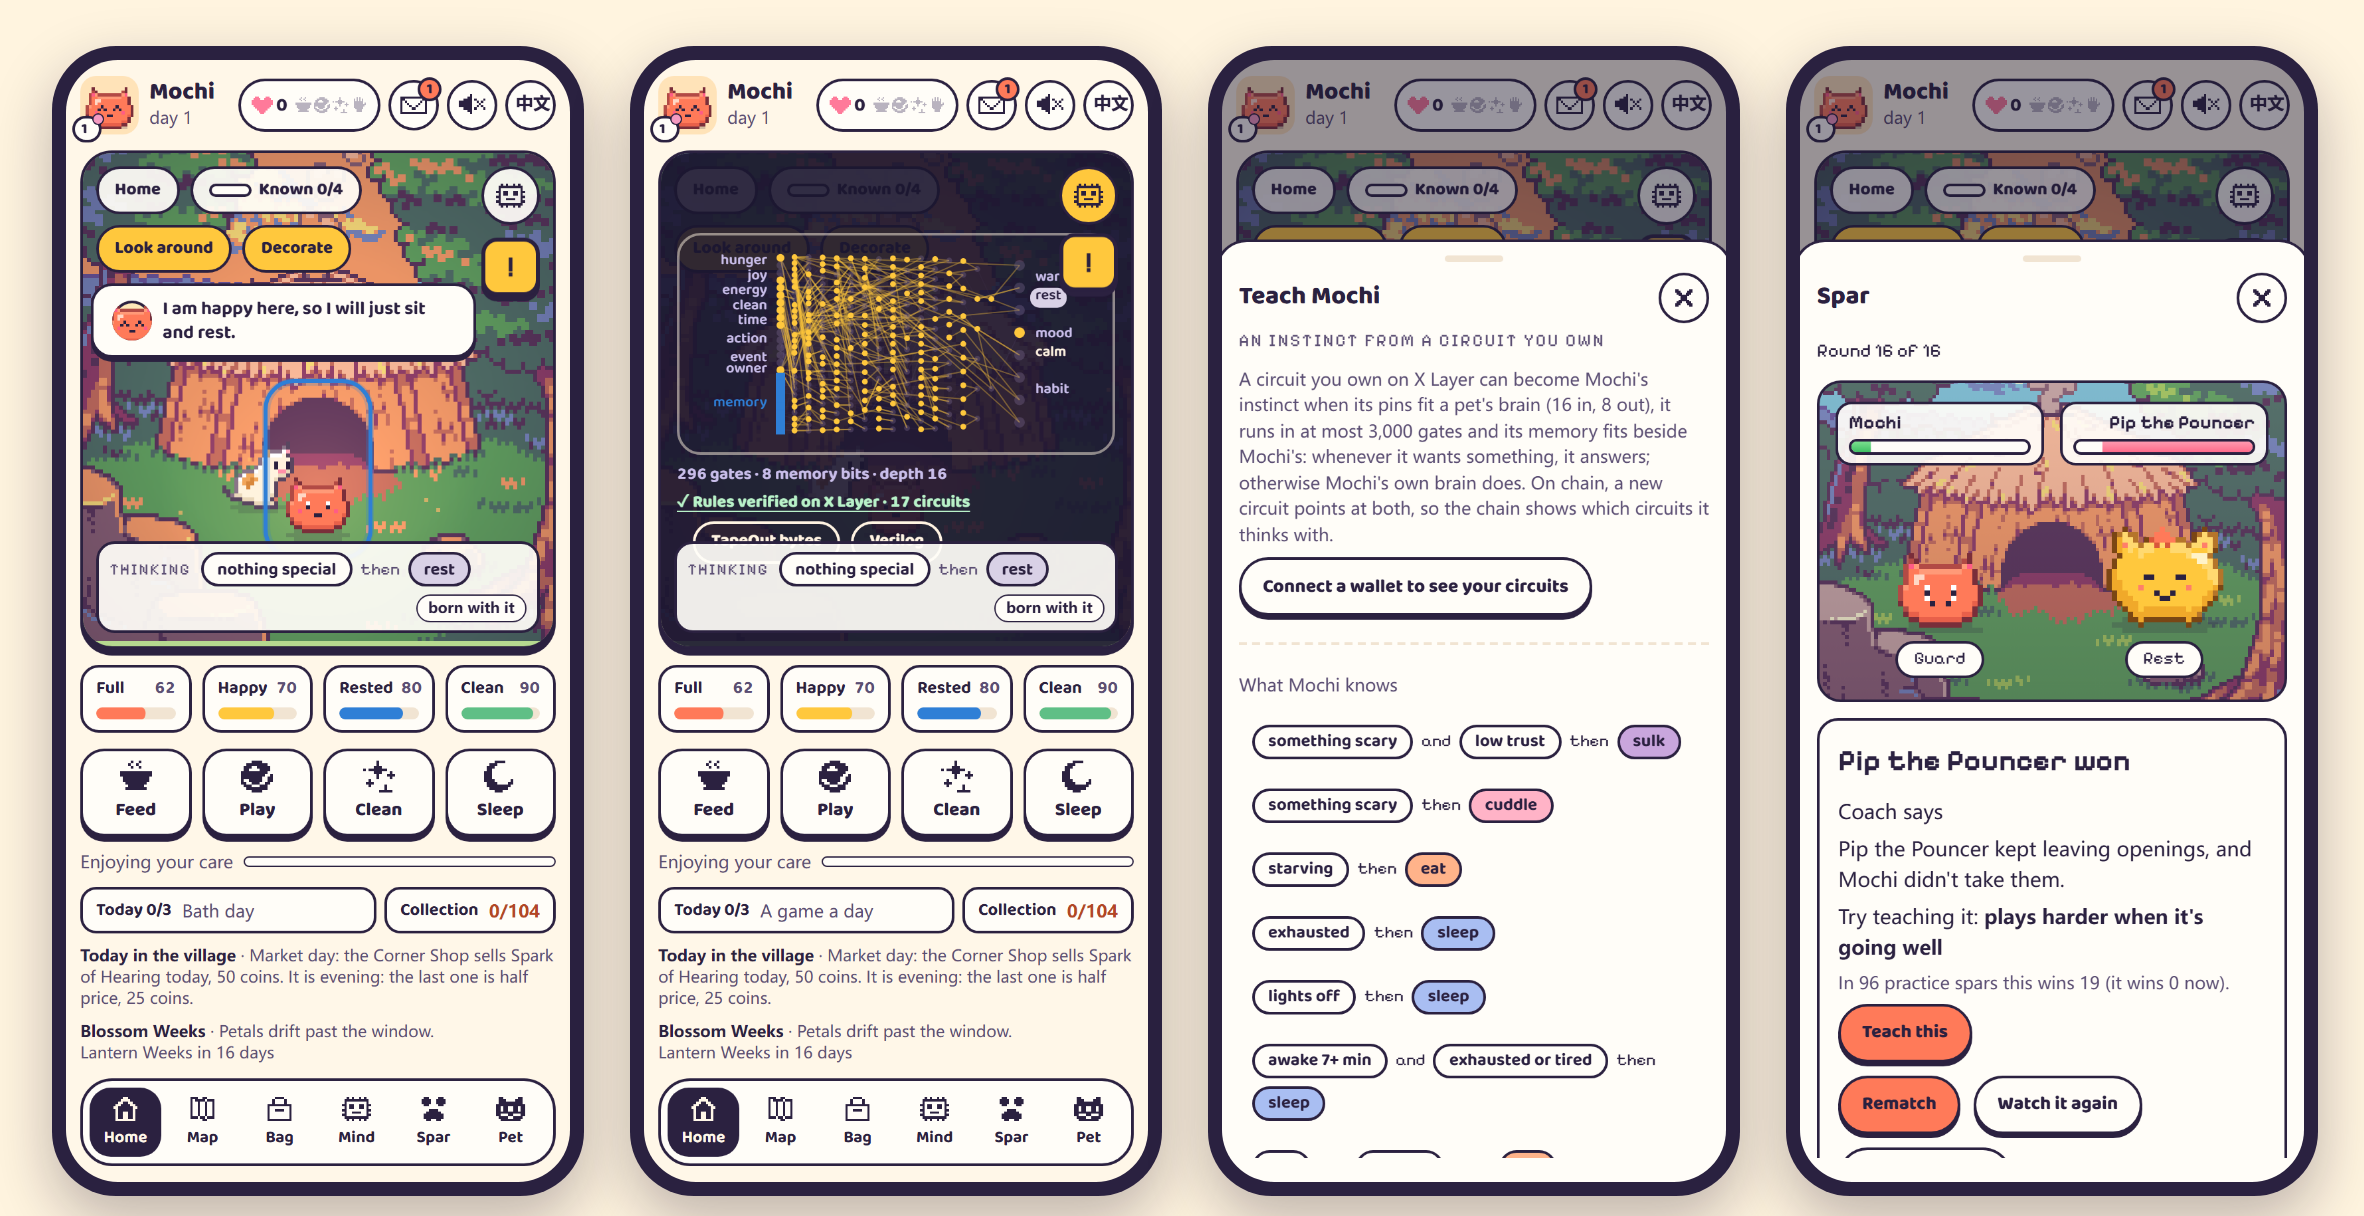 Mochi
day 1
0
1
中文
1
Home
Known 0/4
Look around
Decorate
!
I am happy here, so I will just sit
and rest.
THINKING nothing special then rest
born with it
Full 62
Happy 70
Rested 80
Clean 90
Feed
Play
Clean
Sleep
Enjoying your care
Today 0/3 Bath day
Collection 0/104
Today in the village · Market day: the Corner Shop sells Spark
of Hearing today, 50 coins. It is evening: the last one is half
price, 25 coins.
Blossom Weeks · Petals drift past the window.
Lantern Weeks in 16 days
Home
Map
Bag
Mind
Spar
Pet
Mochi
day 1
0
1
中文
1
Home
Known 0/4
Look around
Decorate
!
hunger
joy
energy
clean
time
action
event
owner
memory
war
rest
mood
calm
habit
296 gates · 8 memory bits · depth 16
✓ Rules verified on X Layer · 17 circuits
TapeOut bytes
Verilog
THINKING nothing special then rest
born with it
Full 62
Happy 70
Rested 80
Clean 90
Feed
Play
Clean
Sleep
Enjoying your care
Today 0/3 A game a day
Collection 0/104
Today in the village · Market day: the Corner Shop sells Spark
of Hearing today, 50 coins. It is evening: the last one is half
price, 25 coins.
Blossom Weeks · Petals drift past the window.
Lantern Weeks in 16 days
Home
Map
Bag
Mind
Spar
Pet
Mochi
day 1
0
1
中文
1
Home
Known 0/4
Teach Mochi
AN INSTINCT FROM A CIRCUIT YOU OWN
A circuit you own on X Layer can become Mochi's
instinct when its pins fit a pet's brain (16 in, 8 out), it
runs in at most 3,000 gates and its memory fits beside
Mochi's: whenever it wants something, it answers;
otherwise Mochi's own brain does. On chain, a new
circuit points at both, so the chain shows which circuits it
thinks with.
Connect a wallet to see your circuits
What Mochi knows
something scary and low trust then sulk
something scary then cuddle
starving then eat
exhausted then sleep
lights off then sleep
awake 7+ min and exhausted or tired then
sleep
Mochi
day 1
0
1
中文
1
Home
Known 0/4
Spar
Round 16 of 16
Mochi
Pip the Pouncer
Guard
Rest
Pip the Pouncer won
Coach says
Pip the Pouncer kept leaving openings, and
Mochi didn't take them.
Try teaching it: plays harder when it's
going well
In 96 practice spars this wins 19 (it wins 0 now).
Teach this
Rematch
Watch it again